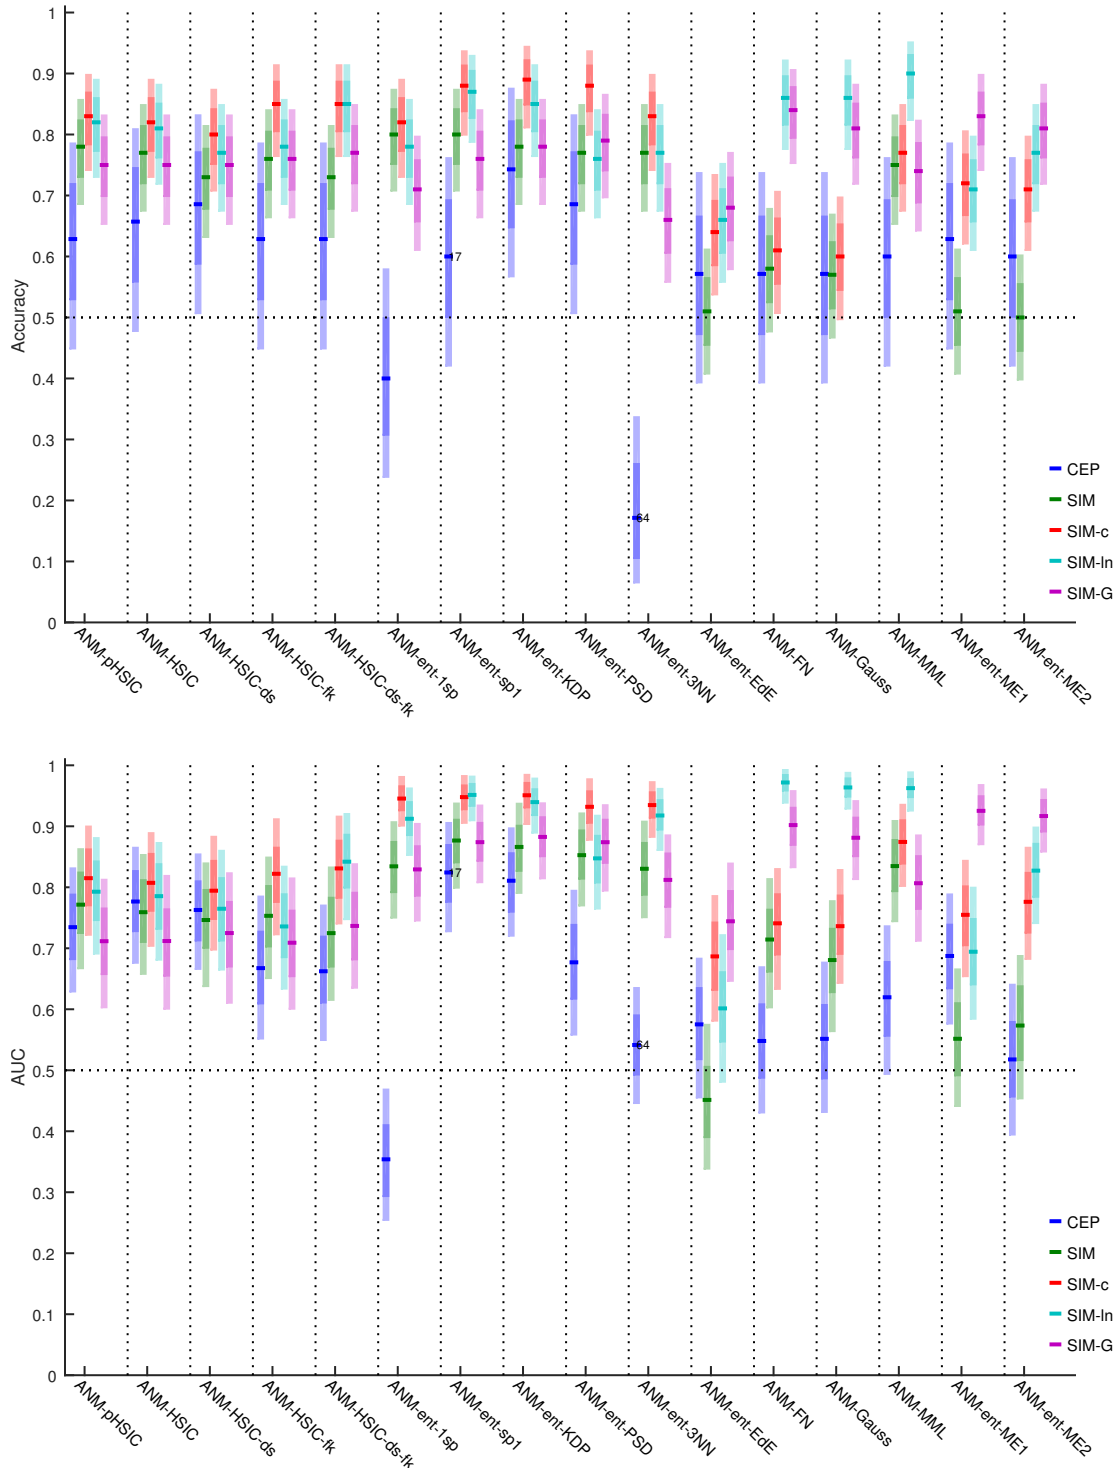 1
0.9
0.8
0.7
0.6
0.5
0.4
0.3
0.2
0.1
0
Accuracy
17
64
CEP
SIM
SIM-c
SIM-ln
SIM-G
ANM-pHSIC
ANM-HSIC
ANM-HSIC-ds
ANM-HSIC-fk
ANM-HSIC-ds-fk
ANM-ent-1sp
ANM-ent-sp1
ANM-ent-KDP
ANM-ent-PSD
ANM-ent-3NN
ANM-ent-EdE
ANM-FN
ANM-Gauss
ANM-MML
ANM-ent-ME1
ANM-ent-ME2
1
0.9
0.8
0.7
0.6
0.5
0.4
0.3
0.2
0.1
0
AUC
17
64
CEP
SIM
SIM-c
SIM-ln
SIM-G
ANM-pHSIC
ANM-HSIC
ANM-HSIC-ds
ANM-HSIC-fk
ANM-HSIC-ds-fk
ANM-ent-1sp
ANM-ent-sp1
ANM-ent-KDP
ANM-ent-PSD
ANM-ent-3NN
ANM-ent-EdE
ANM-FN
ANM-Gauss
ANM-MML
ANM-ent-ME1
ANM-ent-ME2